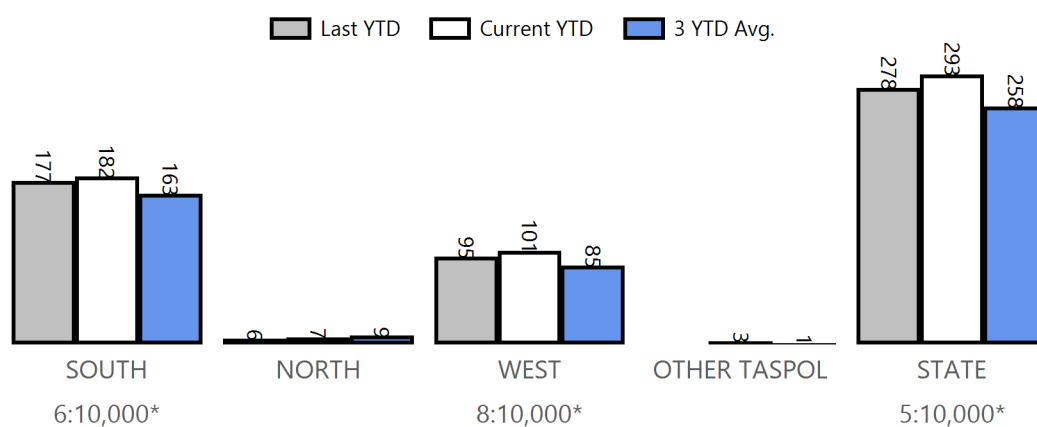 Last YTD Current YTD 3 YTD Avg.
177 182 163 6 7 9 95 101 85 3 1 278 293 258
SOUTH NORTH WEST OTHER TASPOL STATE
6:10,000* 8:10,000* 5:10,000*